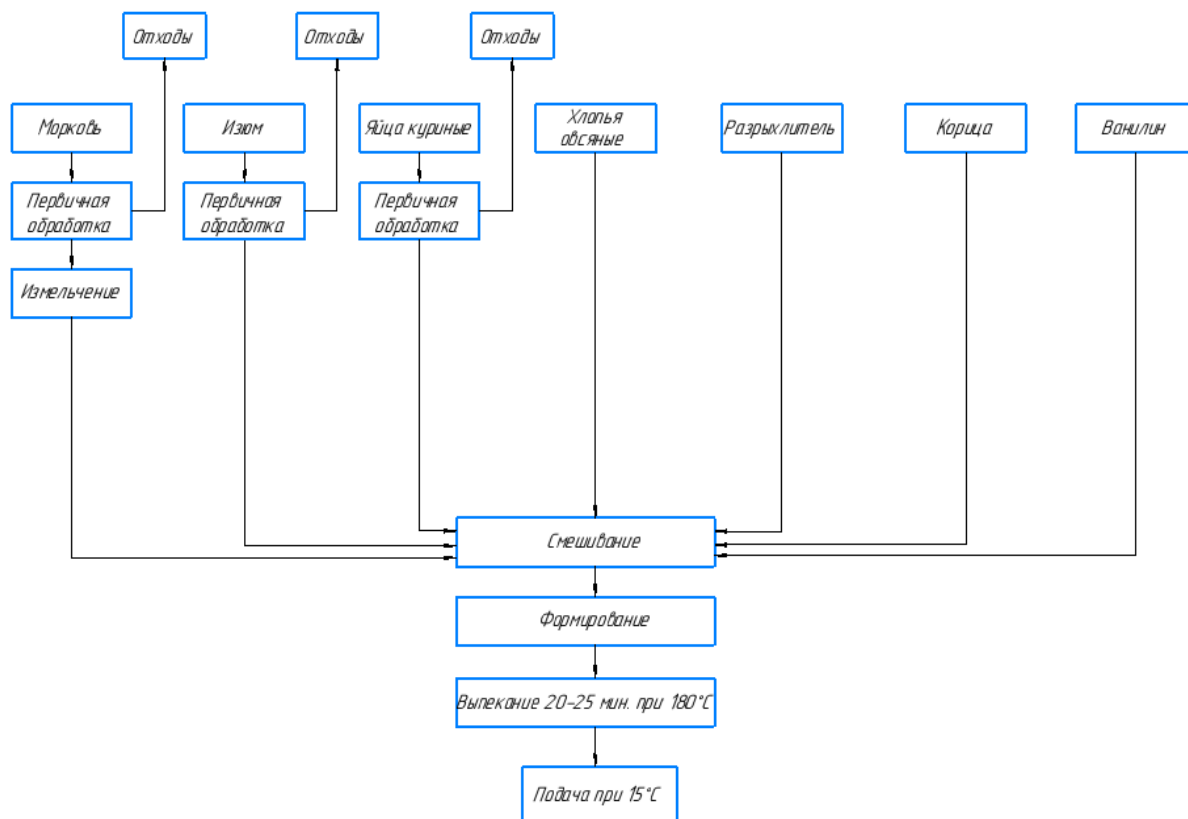 Отходы
Отходы
Отходы
Морковь
Изюм
Яйца куриные
Хлопья
овсяные
Разрыхлитель
Корица
Ванилин
Первичная
обработка
Первичная
обработка
Первичная
обработка
Измельчение
Смешивание
Формирование
Выпекание 20-25 мин. при 180°С
Подача при 15°С